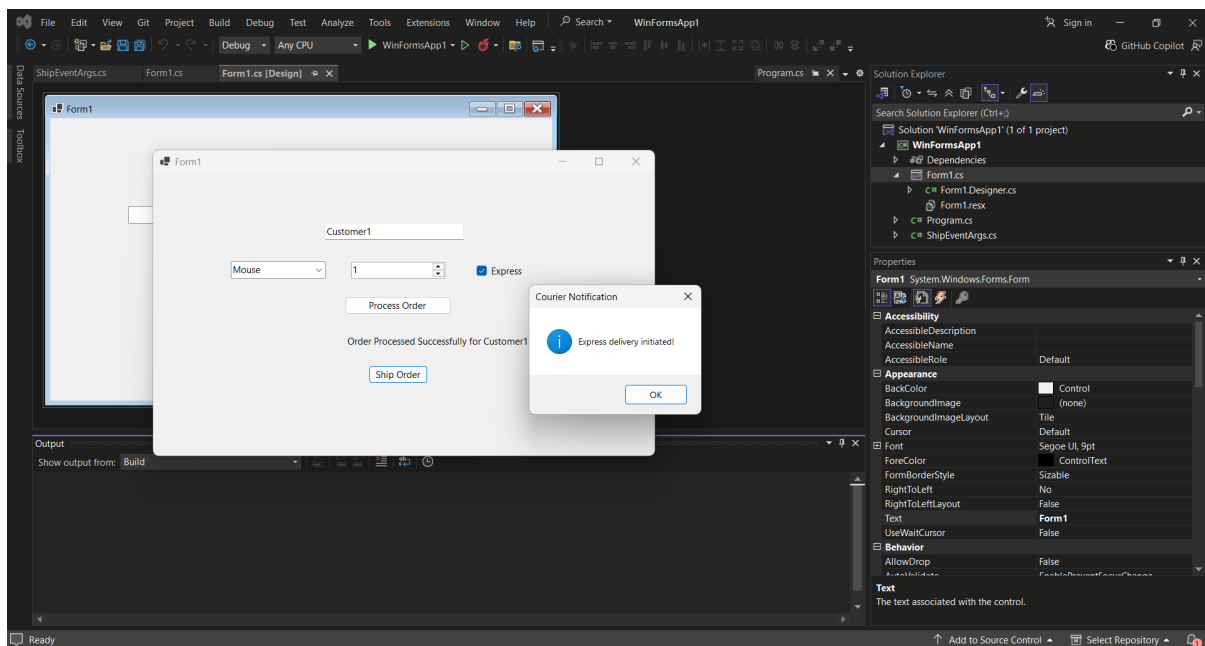 File Edit View Git Project Build Debug Test Analyze Tools Extensions Window Help Search WinFormsApp1 Sign in
Debug Any CPU WinFormsApp1 GitHub Copilot
Data Sources
Toolbox
ShipEventArgs.cs Form1.cs Form1.cs [Design] Program.cs
Form1
Form1
Customer1
Mouse 1 Express
Process Order
Order Processed Successfully for Customer1
Ship Order
Courier Notification
Express delivery initiated!
OK
Output
Show output from: Build
Solution Explorer
Search Solution Explorer (Ctrl+;)
Solution 'WinFormsApp1' (1 of 1 project)
C# WinFormsApp1
Dependencies
Form1.cs
C# Form1.Designer.cs
Form1.resx
C# Program.cs
C# ShipEventArgs.cs
Properties
Form1 System.Windows.Forms.Form
Accessibility
AccessibleDescription
AccessibleName
AccessibleRole Default
Appearance
BackColor Control
BackgroundImage (none)
BackgroundImageLayout Tile
Cursor Default
Font Segoe UI, 9pt
ForeColor ControlText
FormBorderStyle Sizable
RightToLeft No
RightToLeftLayout False
Text Form1
UseWaitCursor False
Behavior
AllowDrop False
AutoValidate EnablePreventFocusChange
Text
The text associated with the control.
Ready Add to Source Control Select Repository 1